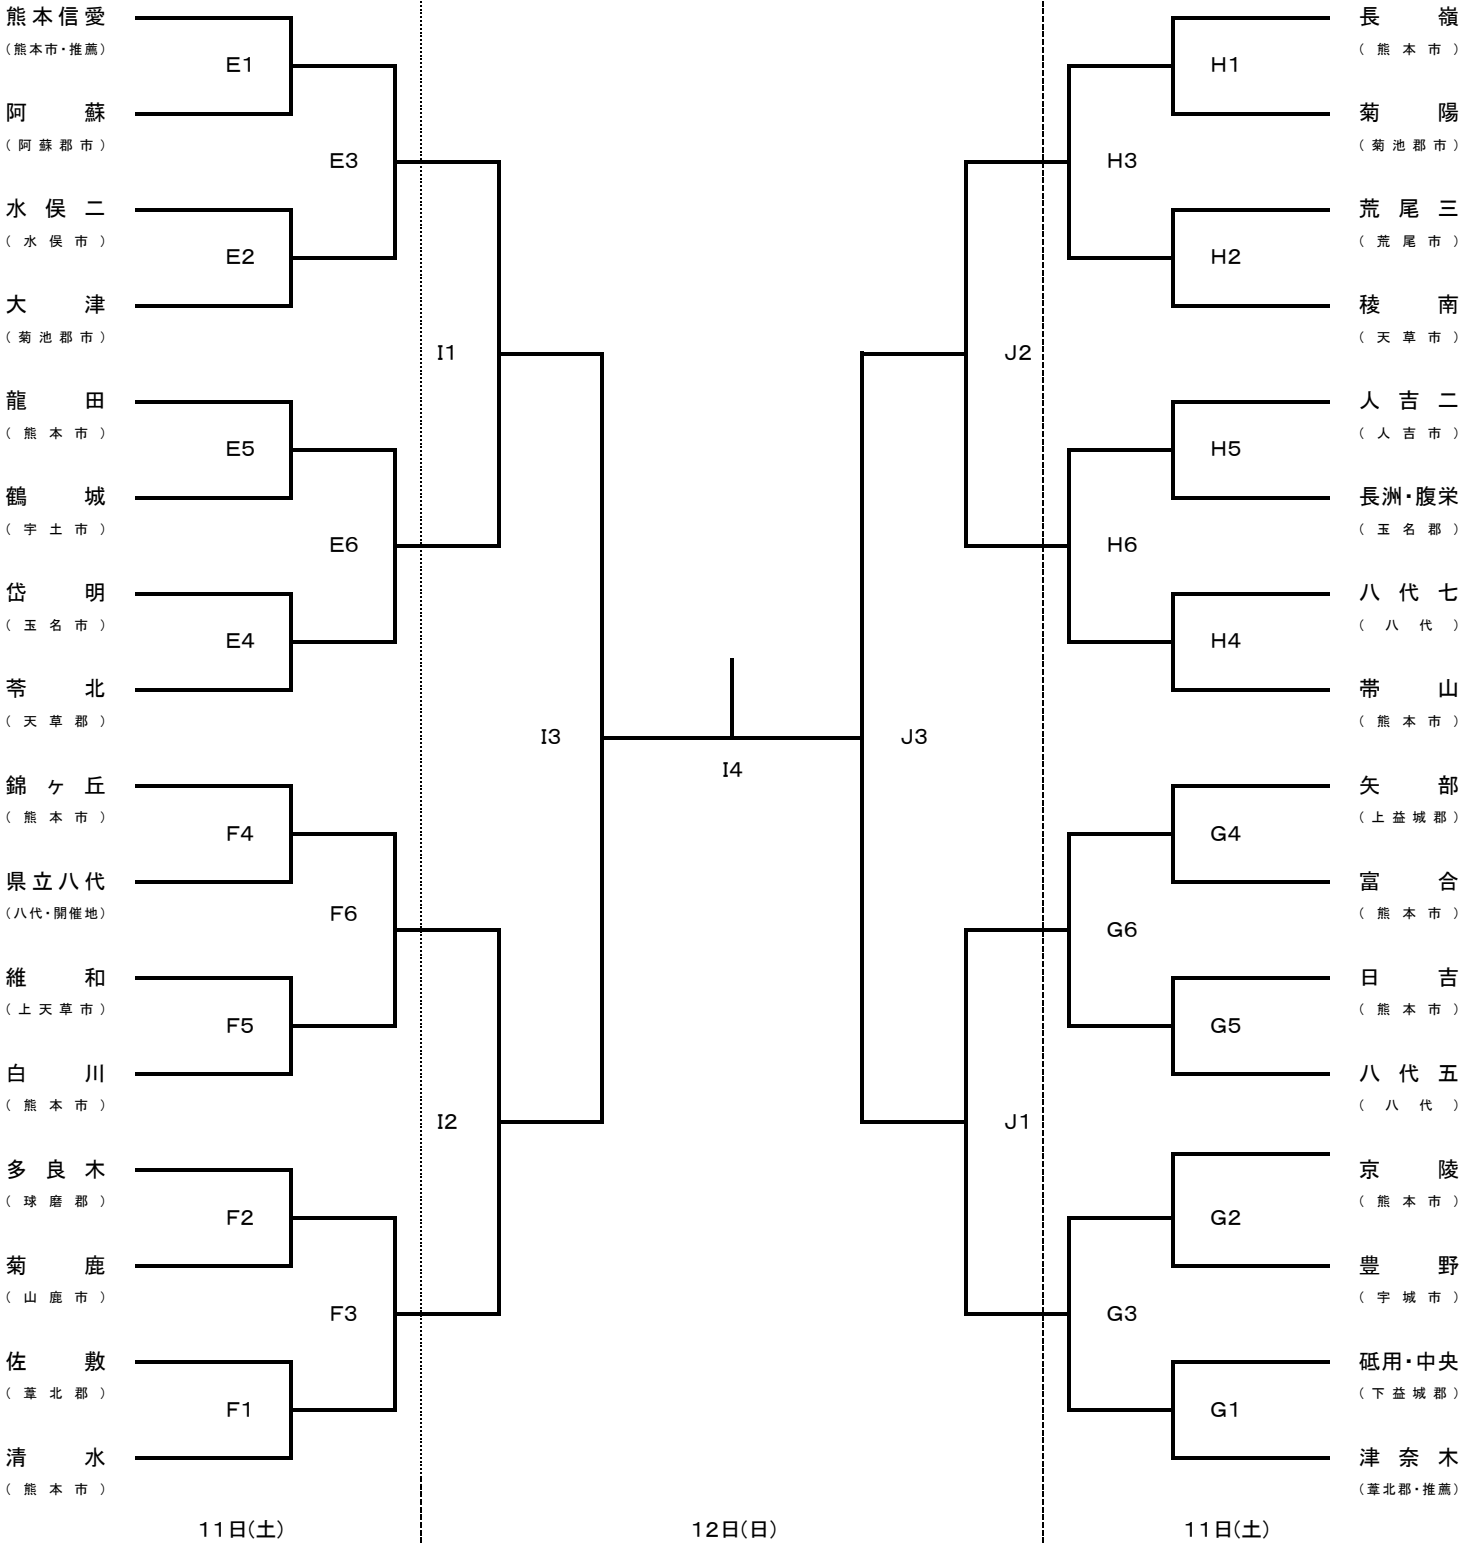 熊本信愛
(熊本市・推薦)
E1
阿蘇
(阿蘇郡市)
E3
水俣二
(水俣市)
E2
大津
(菊池郡市)
I1
龍田
(熊本市)
E5
鶴城
(宇土市)
E6
岱明
(玉名市)
E4
苓北
(天草郡)
I3
錦ヶ丘
(熊本市)
F4
県立八代
(八代・開催地)
F6
維和
(上天草市)
F5
白川
(熊本市)
I2
多良木
(球磨郡)
F2
菊鹿
(山鹿市)
F3
佐敷
(葦北郡)
F1
清水
(熊本市)
I4
長嶺
(熊本市)
H1
菊陽
(菊池郡市)
H3
荒尾三
(荒尾市)
H2
稜南
(天草市)
J2
人吉二
(人吉市)
H5
長洲・腹栄
(玉名郡)
H6
八代七
(八代)
H4
帯山
(熊本市)
J3
矢部
(上益城郡)
G4
富合
(熊本市)
G6
日吉
(熊本市)
G5
八代五
(八代)
J1
京陵
(熊本市)
G2
豊野
(宇城市)
G3
砥用・中央
(下益城郡)
G1
津奈木
(葦北郡・推薦)
11日(土)
12日(日)
11日(土)